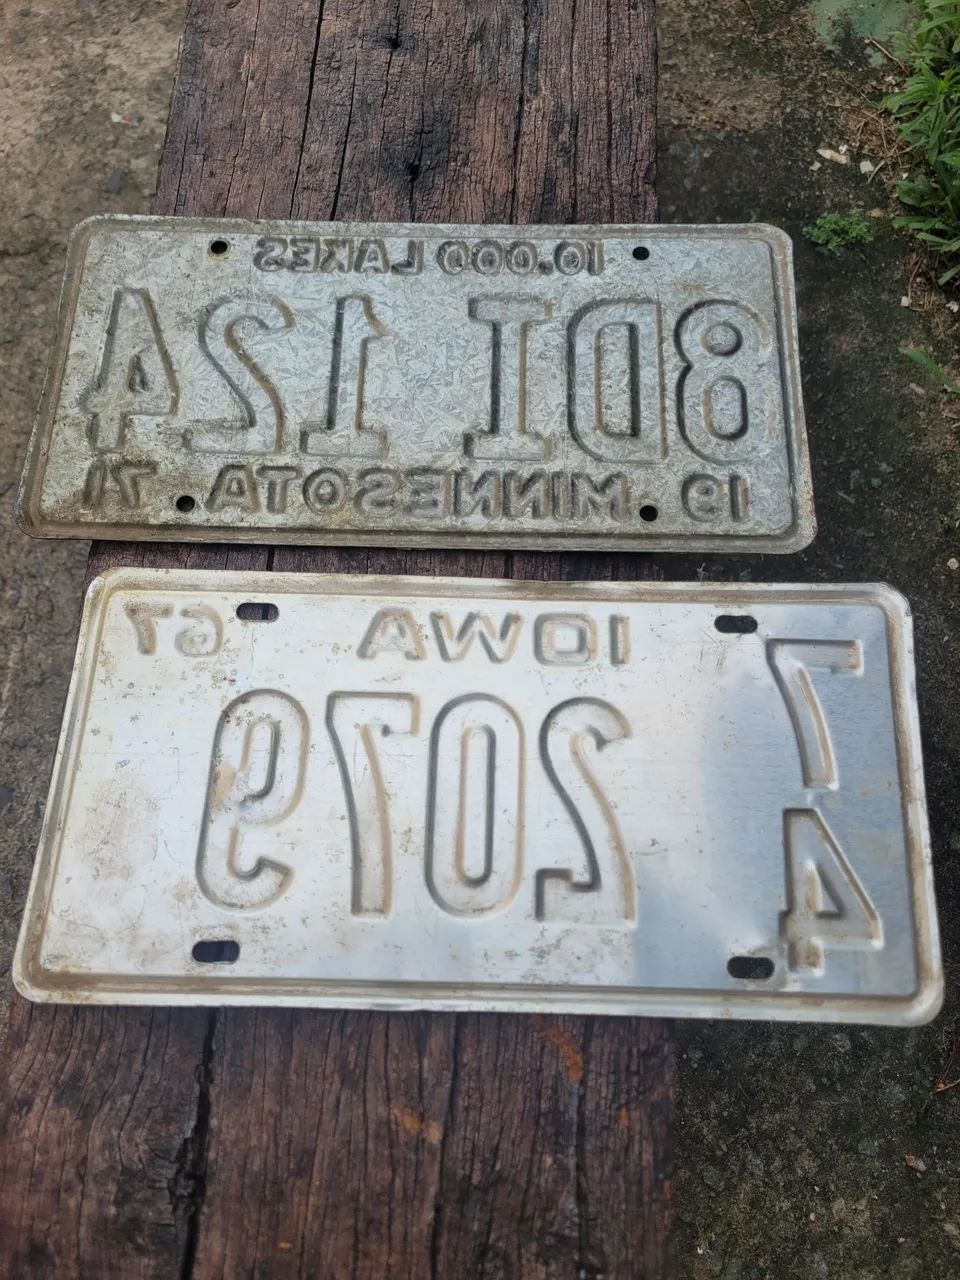 10.000 LAKES
8DI 124
19 MINNESOTA 71
IOWA 67
74 2079